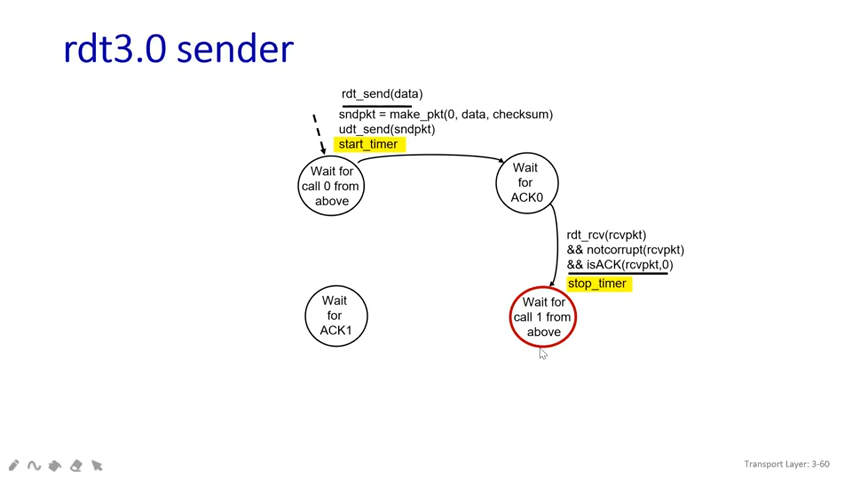 rdt3.0 sender
rdt_send(data)
sndpkt = make_pkt(0, data, checksum)
udt_send(sndpkt)
start_timer
Wait for
call 0 from
above
Wait
for
ACK0
rdt_rcv(rcvpkt)
&& notcorrupt(rcvpkt)
&& isACK(rcvpkt,0)
stop_timer
Wait
for
ACK1
Wait for
call 1 from
above
Transport Layer: 3-60